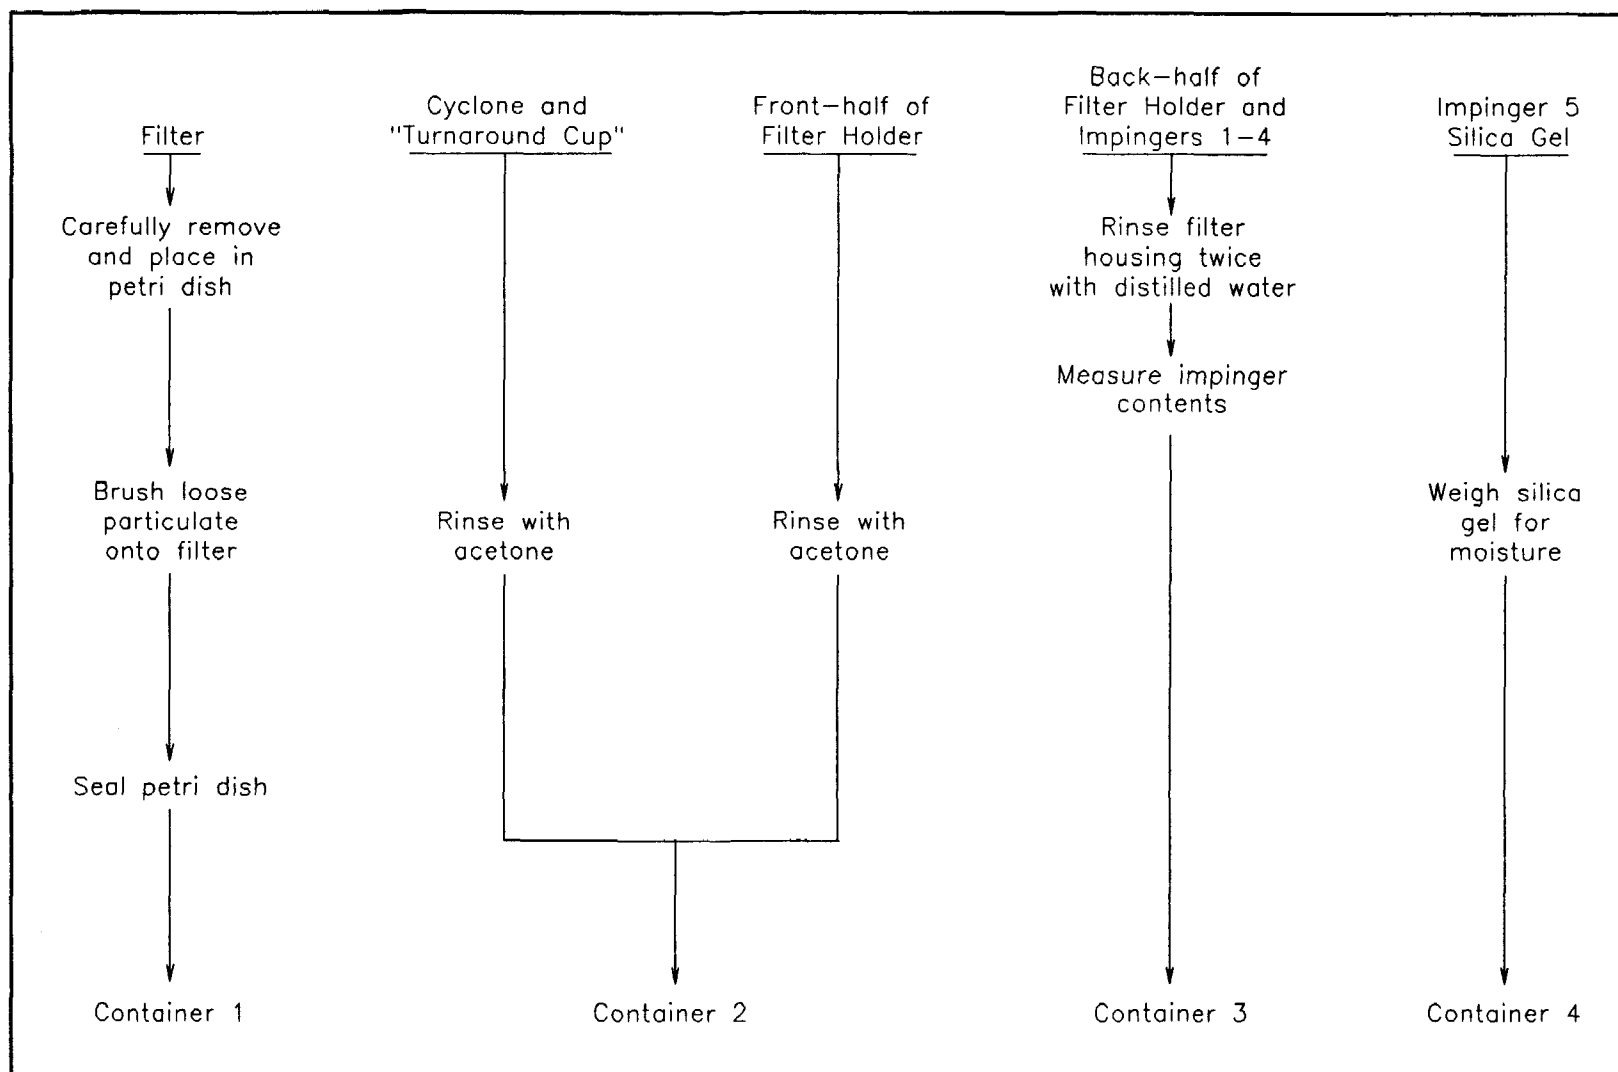 Filter
Carefully remove
and place in
petri dish
Brush loose
particulate
onto filter
Seal petri dish
Container 1
Cyclone and
"Turnaround Cup"
Rinse with
acetone
Front-half of
Filter Holder
Rinse with
acetone
Container 2
Back-half of
Filter Holder and
Impingers 1-4
Rinse filter
housing twice
with distilled water
Measure impinger
contents
Container 3
Impinger 5
Silica Gel
Weigh silica
gel for
moisture
Container 4